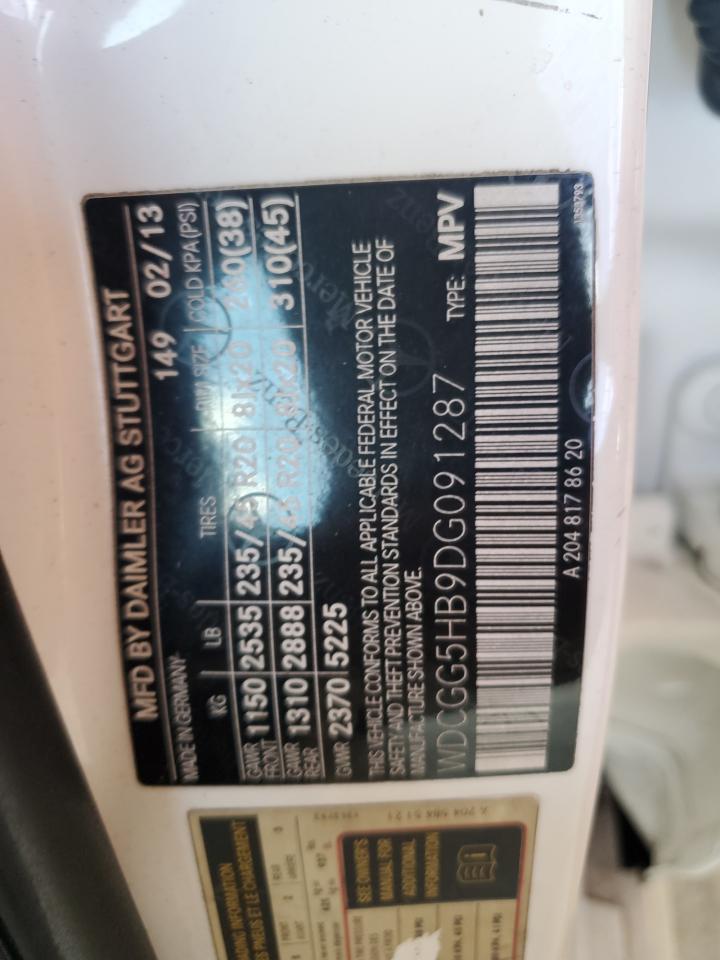 MFD BY DAIMLER AG STUTTGART
MADE IN GERMANY 149 02/13
KG LB TIRES RIM SIZE COLD KPA(PSI)
GAWR FRONT 1150 2535 235/45 R20 8Jx20 260(38)
GAWR REAR 1310 2888 235/45 R20 8Jx20 310(45)
GVWR 2370 5225
THIS VEHICLE CONFORMS TO ALL APPLICABLE FEDERAL MOTOR VEHICLE
SAFETY AND THEFT PREVENTION STANDARDS IN EFFECT ON THE DATE OF
MANUFACTURE SHOWN ABOVE.
WDCGG5HB9DG091287 TYPE: MPV
A 204 817 86 20
SEE OWNER'S
MANUAL FOR
ADDITIONAL
INFORMATION